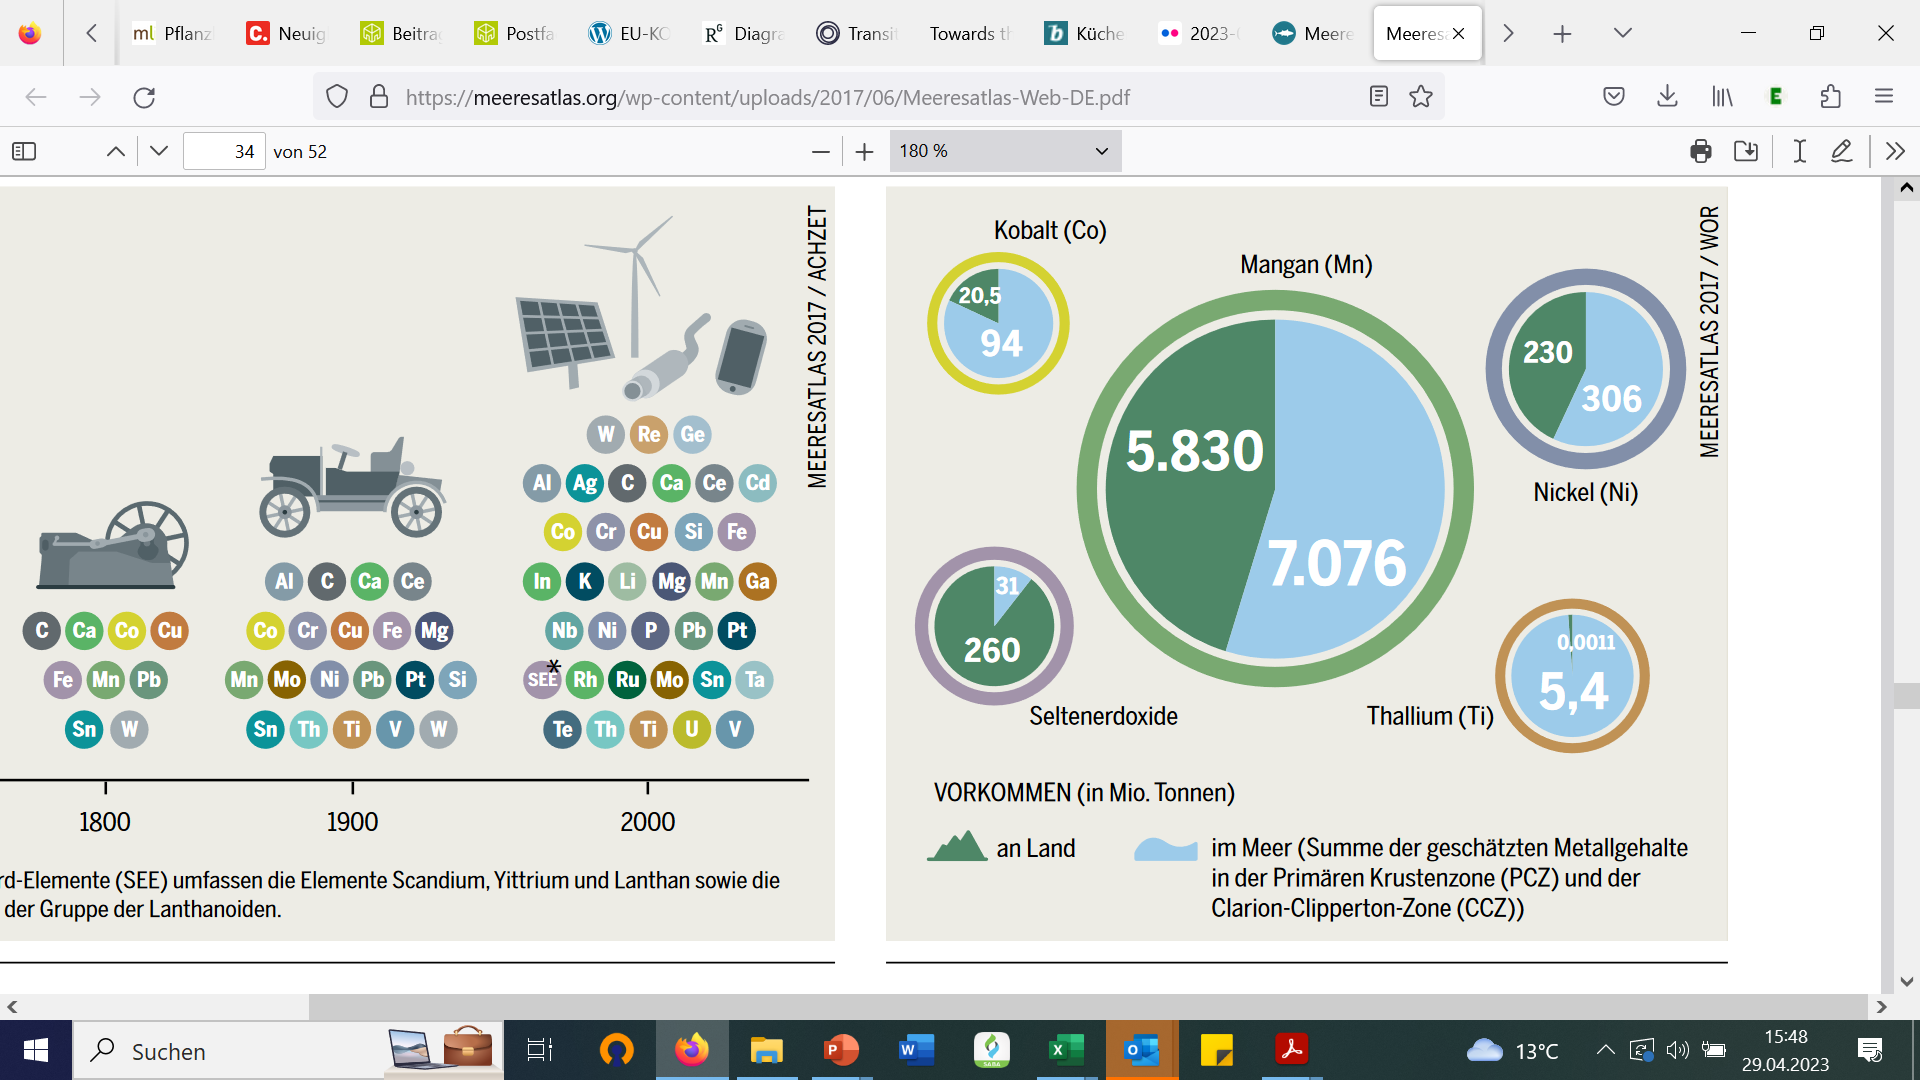 Pflanz
Neuig
Beitra
Postfa
EU-KO
Diagra
Transit
Towards th
Küche
2023-0
Meere
Meeresa
https://meeresatlas.org/wp-content/uploads/2017/06/Meeresatlas-Web-DE.pdf
34 von 52
180 %
MEERESATLAS 2017 / ACHZET
W Re Ge
Al Ag C Ca Ce Cd
Co Cr Cu Si Fe
In K Li Mg Mn Ga
Nb Ni P Pb Pt
SEE* Rh Ru Mo Sn Ta
Te Th Ti U V
Al C Ca Ce
Co Cr Cu Fe Mg
Mn Mo Ni Pb Pt Si
Sn Th Ti V W
C Ca Co Cu
Fe Mn Pb
Sn W
1800
1900
2000
rd-Elemente (SEE) umfassen die Elemente Scandium, Yittrium und Lanthan sowie die
der Gruppe der Lanthanoiden.
Kobalt (Co)
20,5
94
Mangan (Mn)
5.830
7.076
230
306
Nickel (Ni)
MEERESATLAS 2017 / WOR
31
260
Seltenerdoxide
Thallium (Ti)
0,0011
5,4
VORKOMMEN (in Mio. Tonnen)
an Land
im Meer (Summe der geschätzten Metallgehalte
in der Primären Krustenzone (PCZ) und der
Clarion-Clipperton-Zone (CCZ))
Suchen
13°C
15:48
29.04.2023